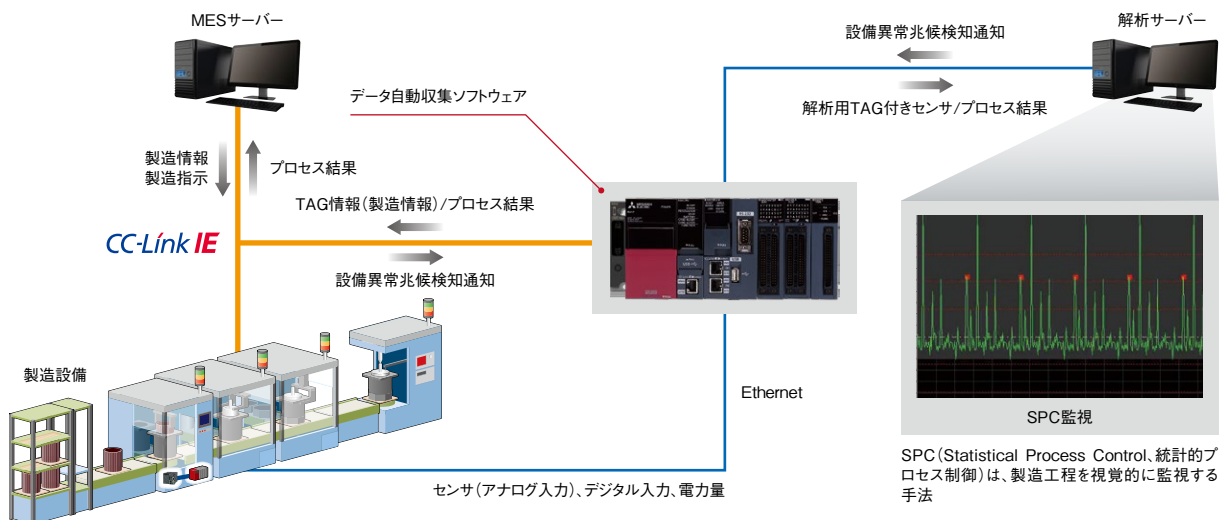 MESサーバー
解析サーバー
設備異常兆候検知通知
データ自動収集ソフトウェア
解析用TAG付きセンサ/プロセス結果
製造情報
製造指示
プロセス結果
TAG情報（製造情報）/プロセス結果
CC-Link IE
設備異常兆候検知通知
製造設備
Ethernet
SPC監視
センサ（アナログ入力）、デジタル入力、電力量
SPC（Statistical Process Control、統計的プ
ロセス制御）は、製造工程を視覚的に監視する
手法